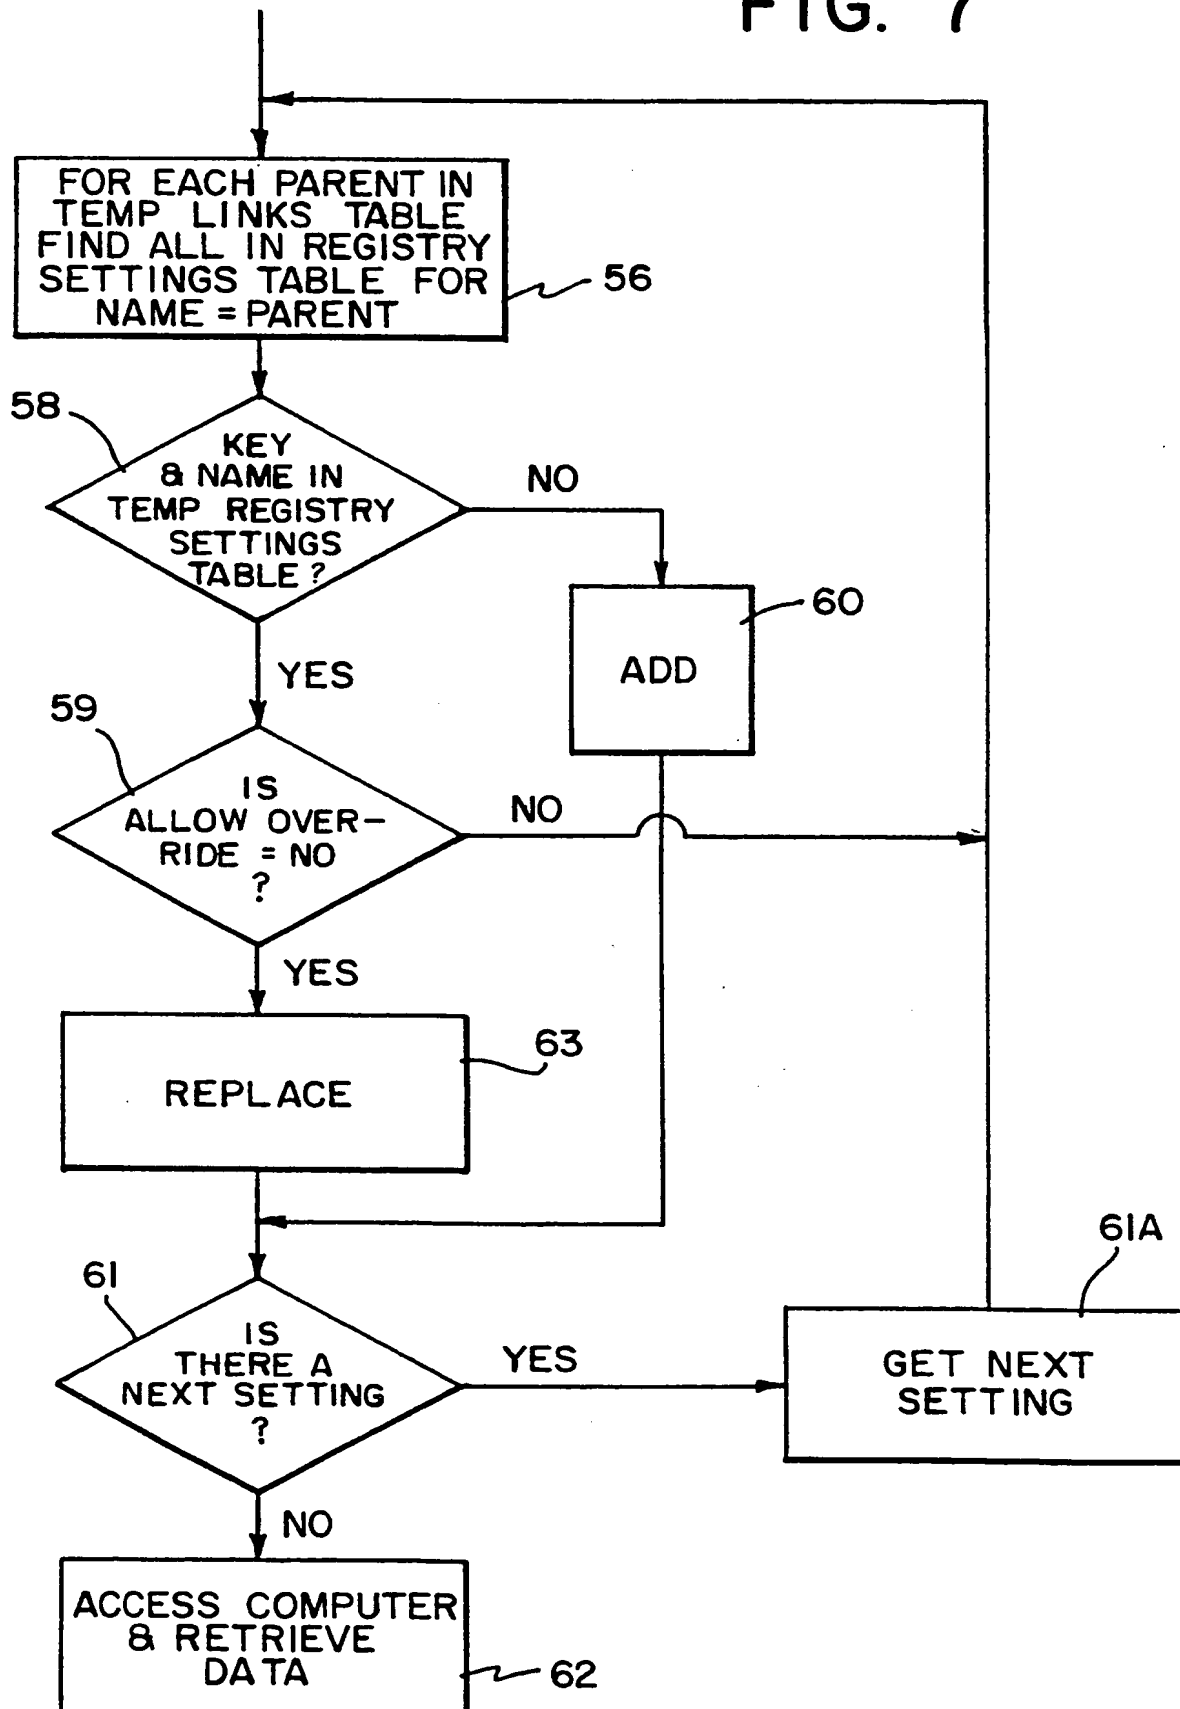 FIG. 7
FOR EACH PARENT IN
TEMP LINKS TABLE
FIND ALL IN REGISTRY
SETTINGS TABLE FOR
NAME = PARENT
56
58
KEY
& NAME IN
TEMP REGISTRY
SETTINGS
TABLE ?
NO
YES
60
ADD
59
IS
ALLOW OVER-
RIDE = NO
?
NO
YES
63
REPLACE
61
IS
THERE A
NEXT SETTING
?
YES
61A
GET NEXT
SETTING
NO
ACCESS COMPUTER
& RETRIEVE
DATA
62